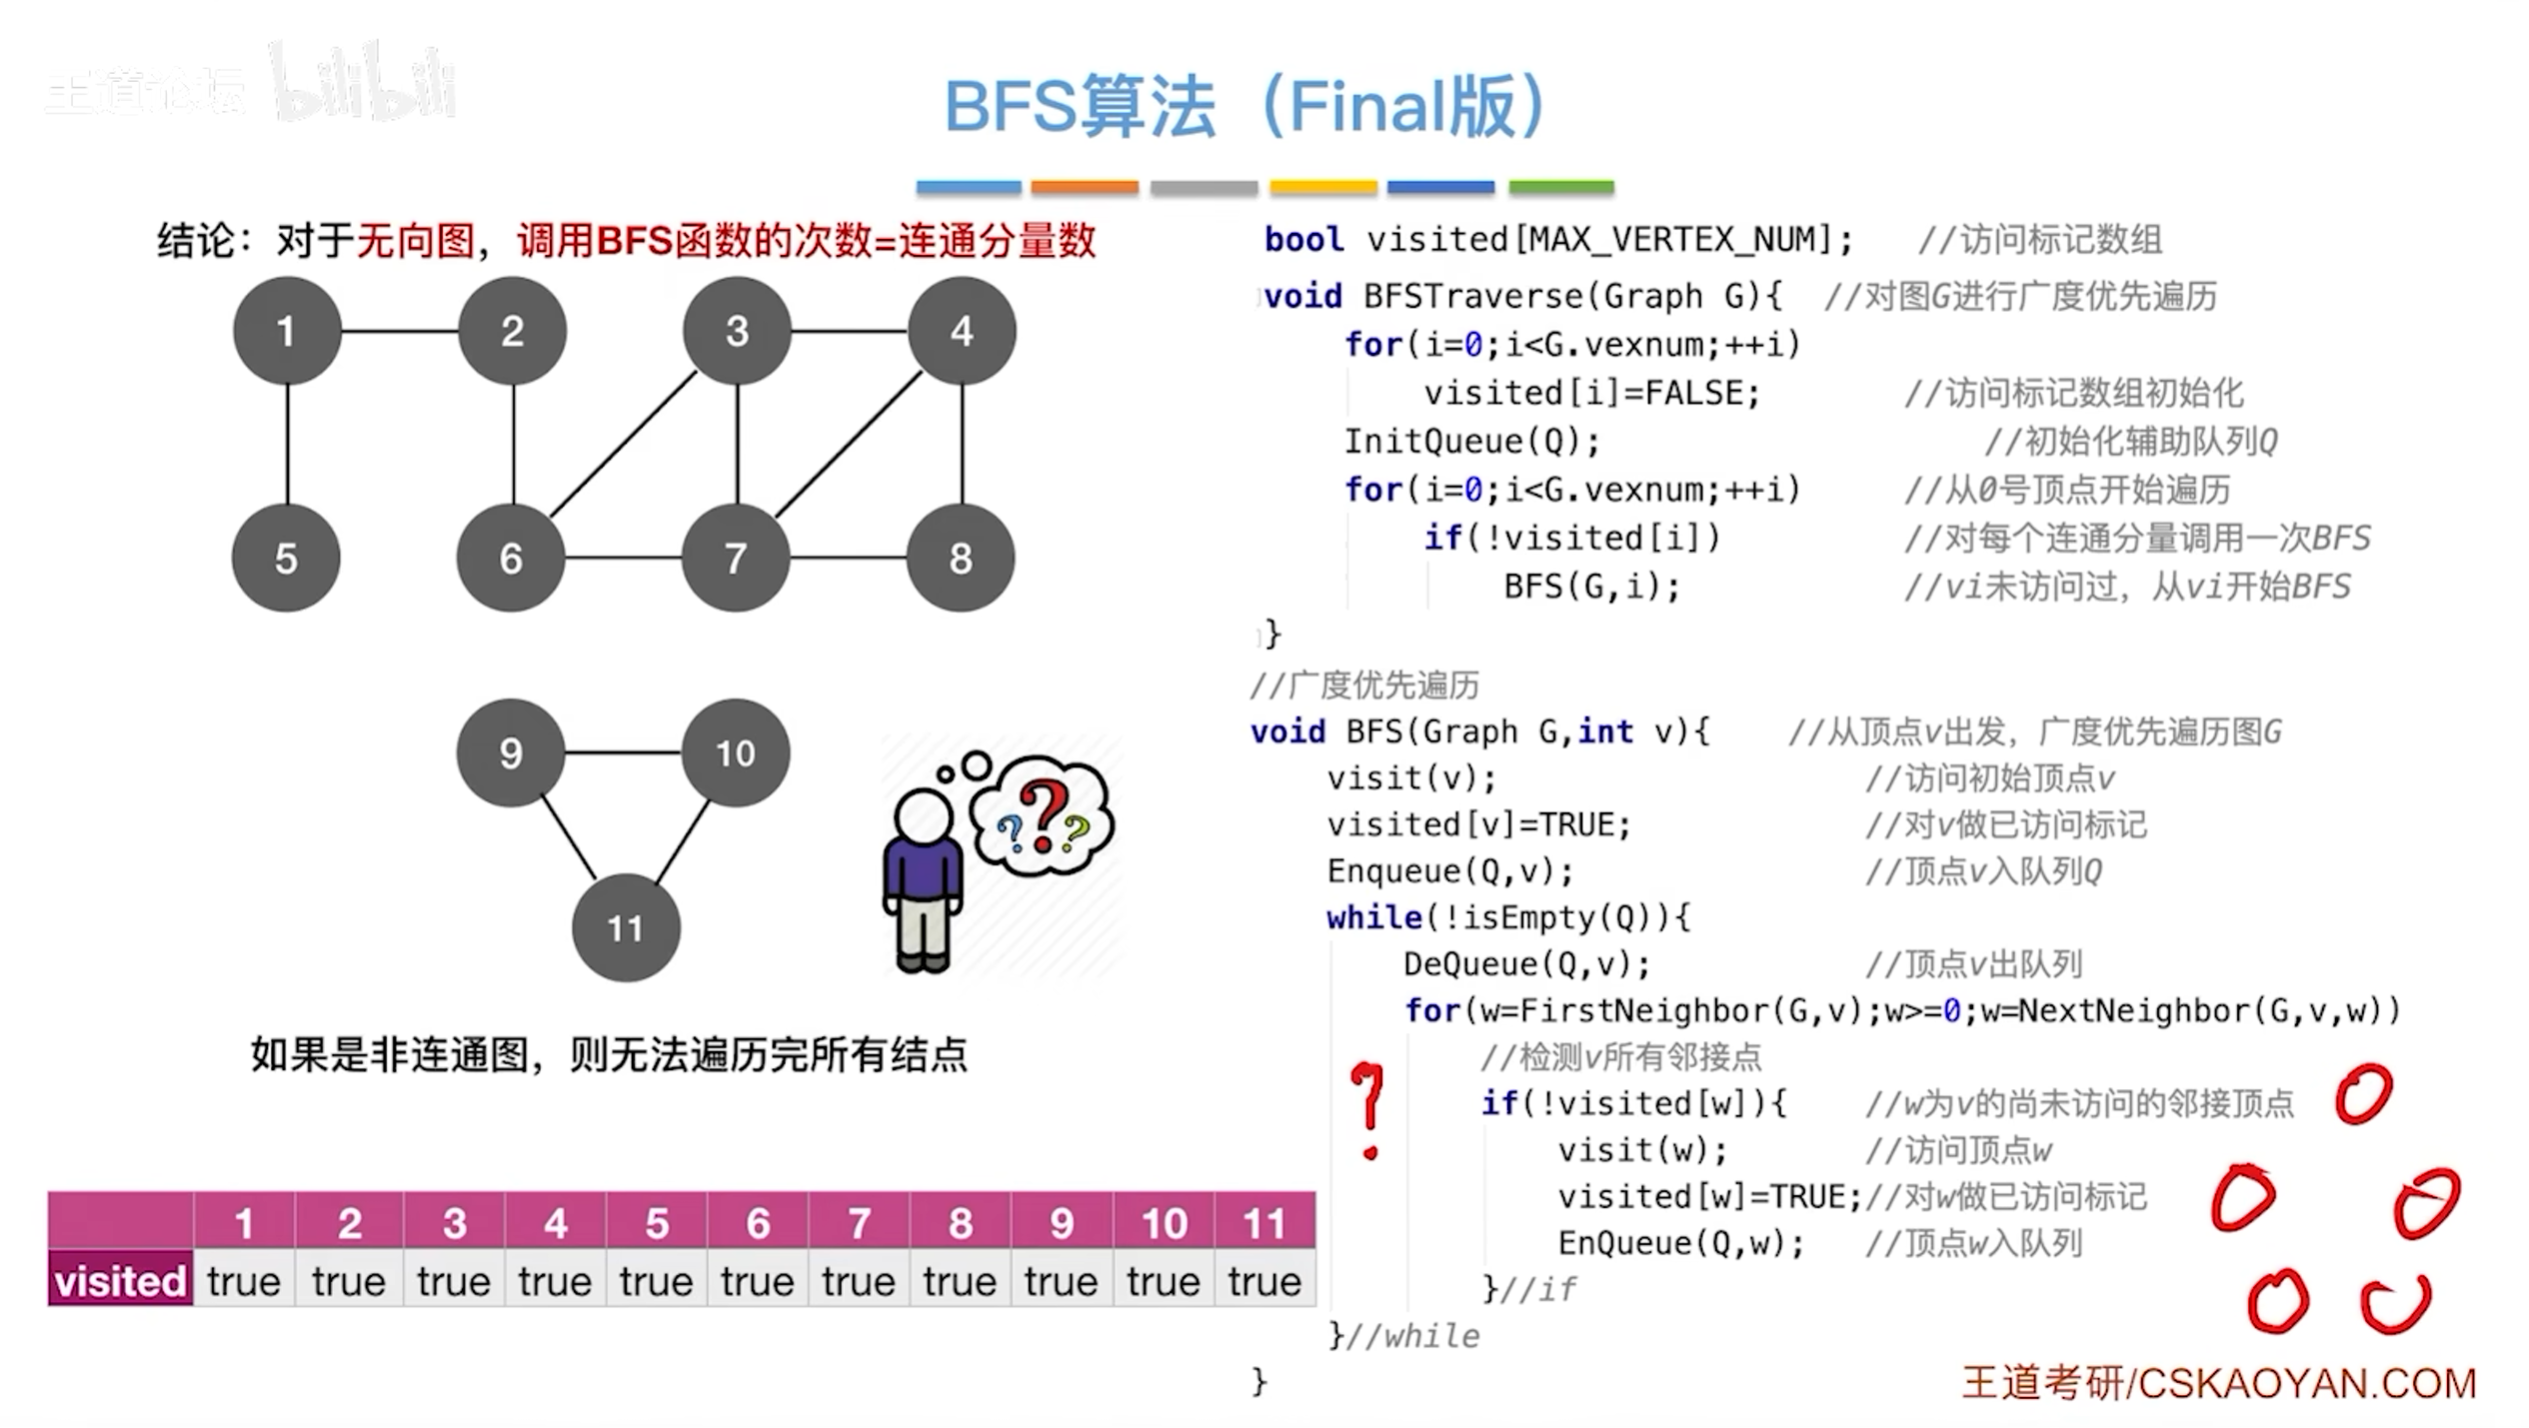 王道论坛 bilibili
BFS算法（Final版）
结论：对于无向图，调用BFS函数的次数=连通分量数
1 2 3 4
5 6 7 8
9 10
11
? ? ?
如果是非连通图，则无法遍历完所有结点
1 2 3 4 5 6 7 8 9 10 11
visited true true true true true true true true true true true
bool visited[MAX_VERTEX_NUM]; //访问标记数组
void BFSTraverse(Graph G){ //对图G进行广度优先遍历
for(i=0;i<G.vexnum;++i)
visited[i]=FALSE; //访问标记数组初始化
InitQueue(Q); //初始化辅助队列Q
for(i=0;i<G.vexnum;++i) //从0号顶点开始遍历
if(!visited[i]) //对每个连通分量调用一次BFS
BFS(G,i); //vi未访问过，从vi开始BFS
}
//广度优先遍历
void BFS(Graph G,int v){ //从顶点v出发，广度优先遍历图G
visit(v); //访问初始顶点v
visited[v]=TRUE; //对v做已访问标记
Enqueue(Q,v); //顶点v入队列Q
while(!isEmpty(Q)){
DeQueue(Q,v); //顶点v出队列
for(w=FirstNeighbor(G,v);w>=0;w=NextNeighbor(G,v,w))
//检测v所有邻接点
if(!visited[w]){ //w为v的尚未访问的邻接顶点
visit(w); //访问顶点w
visited[w]=TRUE;//对w做已访问标记
EnQueue(Q,w); //顶点w入队列
}//if
}//while
}
?
王道考研/CSKAOYAN.COM